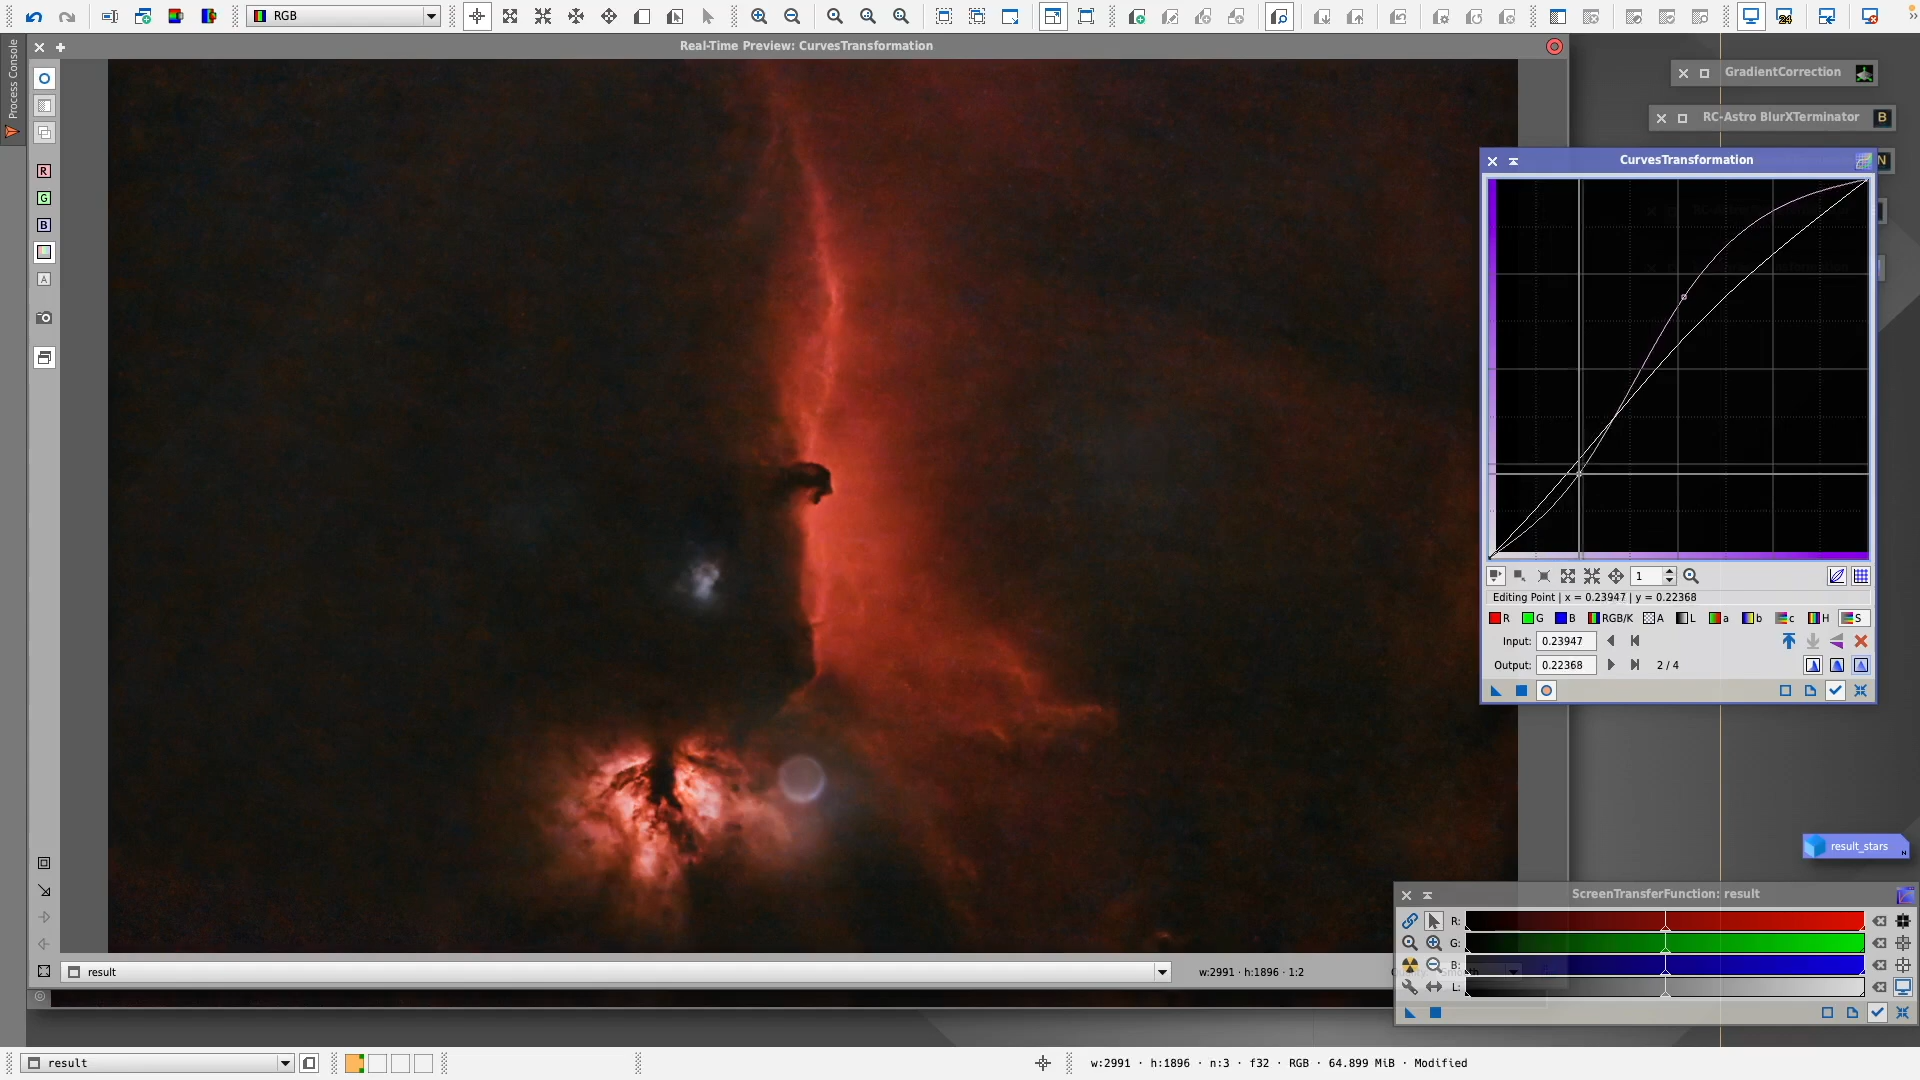 RGB
24
Process Console
Real-Time Preview: CurvesTransformation
GradientCorrection
RC-Astro BlurXTerminator
B
N
CurvesTransformation
R
G
B
A
1
Editing Point | x = 0.23947 | y = 0.22368
R G B RGB/K A L a b c H S
Input: 0.23947
Output: 0.22368 2 / 4
result_stars
N
ScreenTransferFunction: result
R:
G:
B:
L:
result
w:2991 · h:1896 · 1:2
result
w:2991 · h:1896 · n:3 · f32 · RGB · 64.899 MiB · Modified